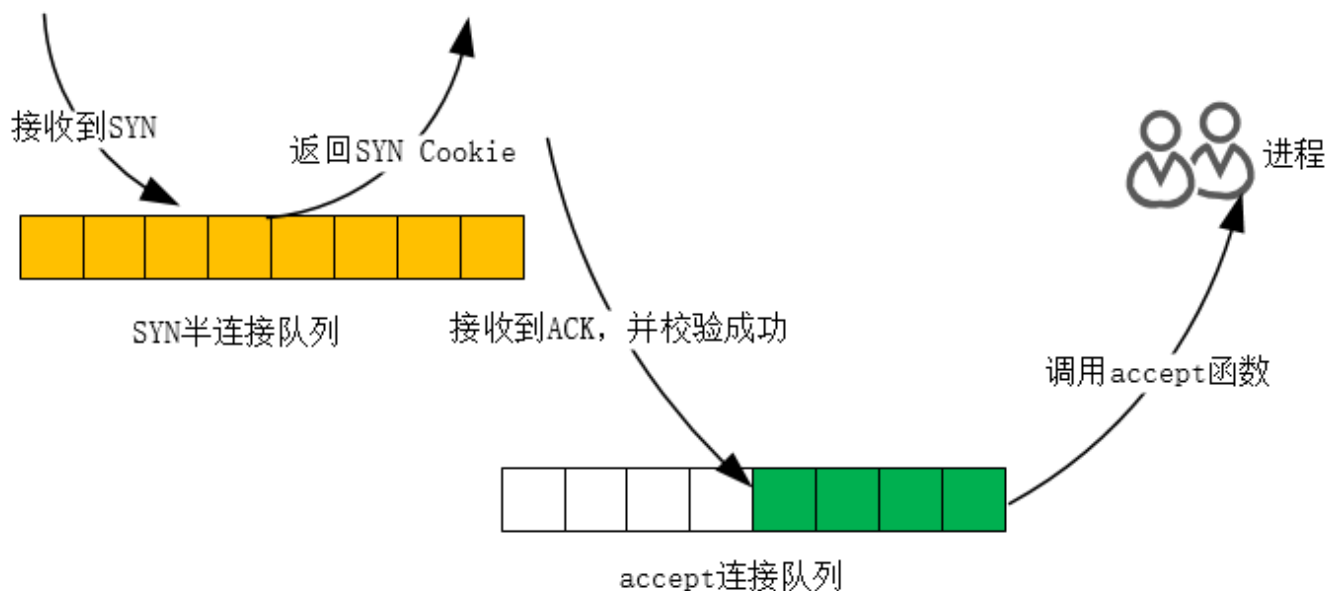 接收到SYN
返回SYN Cookie
进程
SYN半连接队列
接收到ACK，并校验成功
调用accept函数
accept连接队列